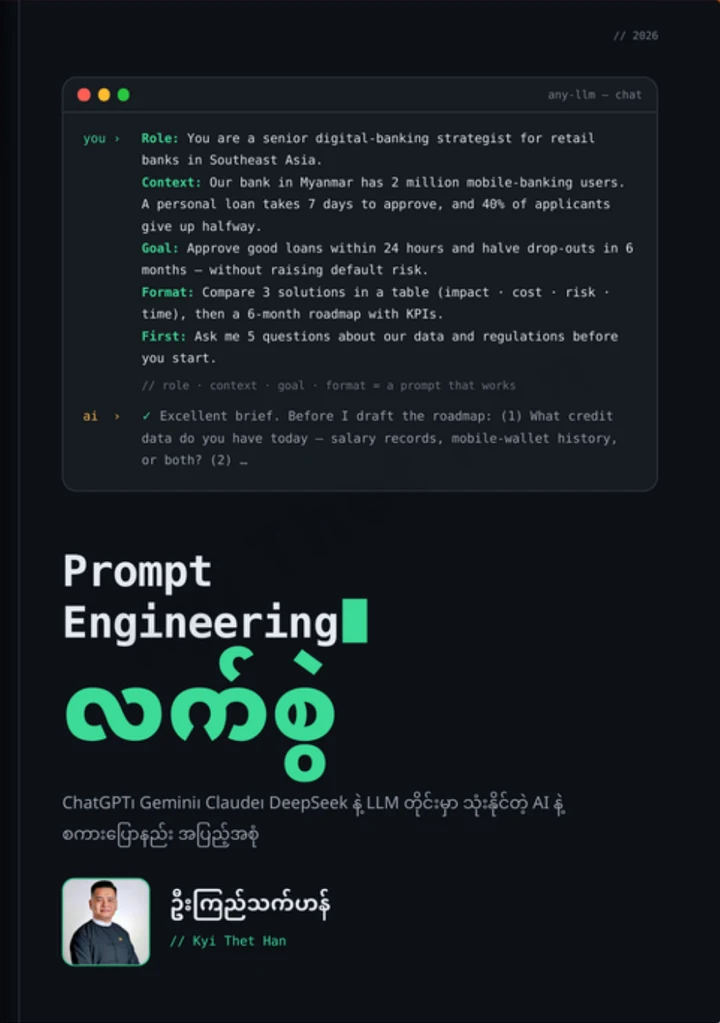 // 2026
any-llm — chat
you › Role: You are a senior digital-banking strategist for retail
banks in Southeast Asia.
Context: Our bank in Myanmar has 2 million mobile-banking users.
A personal loan takes 7 days to approve, and 40% of applicants
give up halfway.
Goal: Approve good loans within 24 hours and halve drop-outs in 6
months — without raising default risk.
Format: Compare 3 solutions in a table (impact · cost · risk ·
time), then a 6-month roadmap with KPIs.
First: Ask me 5 questions about our data and regulations before
you start.
// role · context · goal · format = a prompt that works
ai › ✓ Excellent brief. Before I draft the roadmap: (1) What credit
data do you have today — salary records, mobile-wallet history,
or both? (2) …
Prompt
Engineering
လက်စွဲ
ChatGPT၊ Gemini၊ Claude၊ DeepSeek နဲ့ LLM တိုင်းမှာ သုံးနိုင်တဲ့ AI နဲ့
စကားပြောနည်း အပြည့်အစုံ
ဦးကြည်သက်ဟန်
// Kyi Thet Han